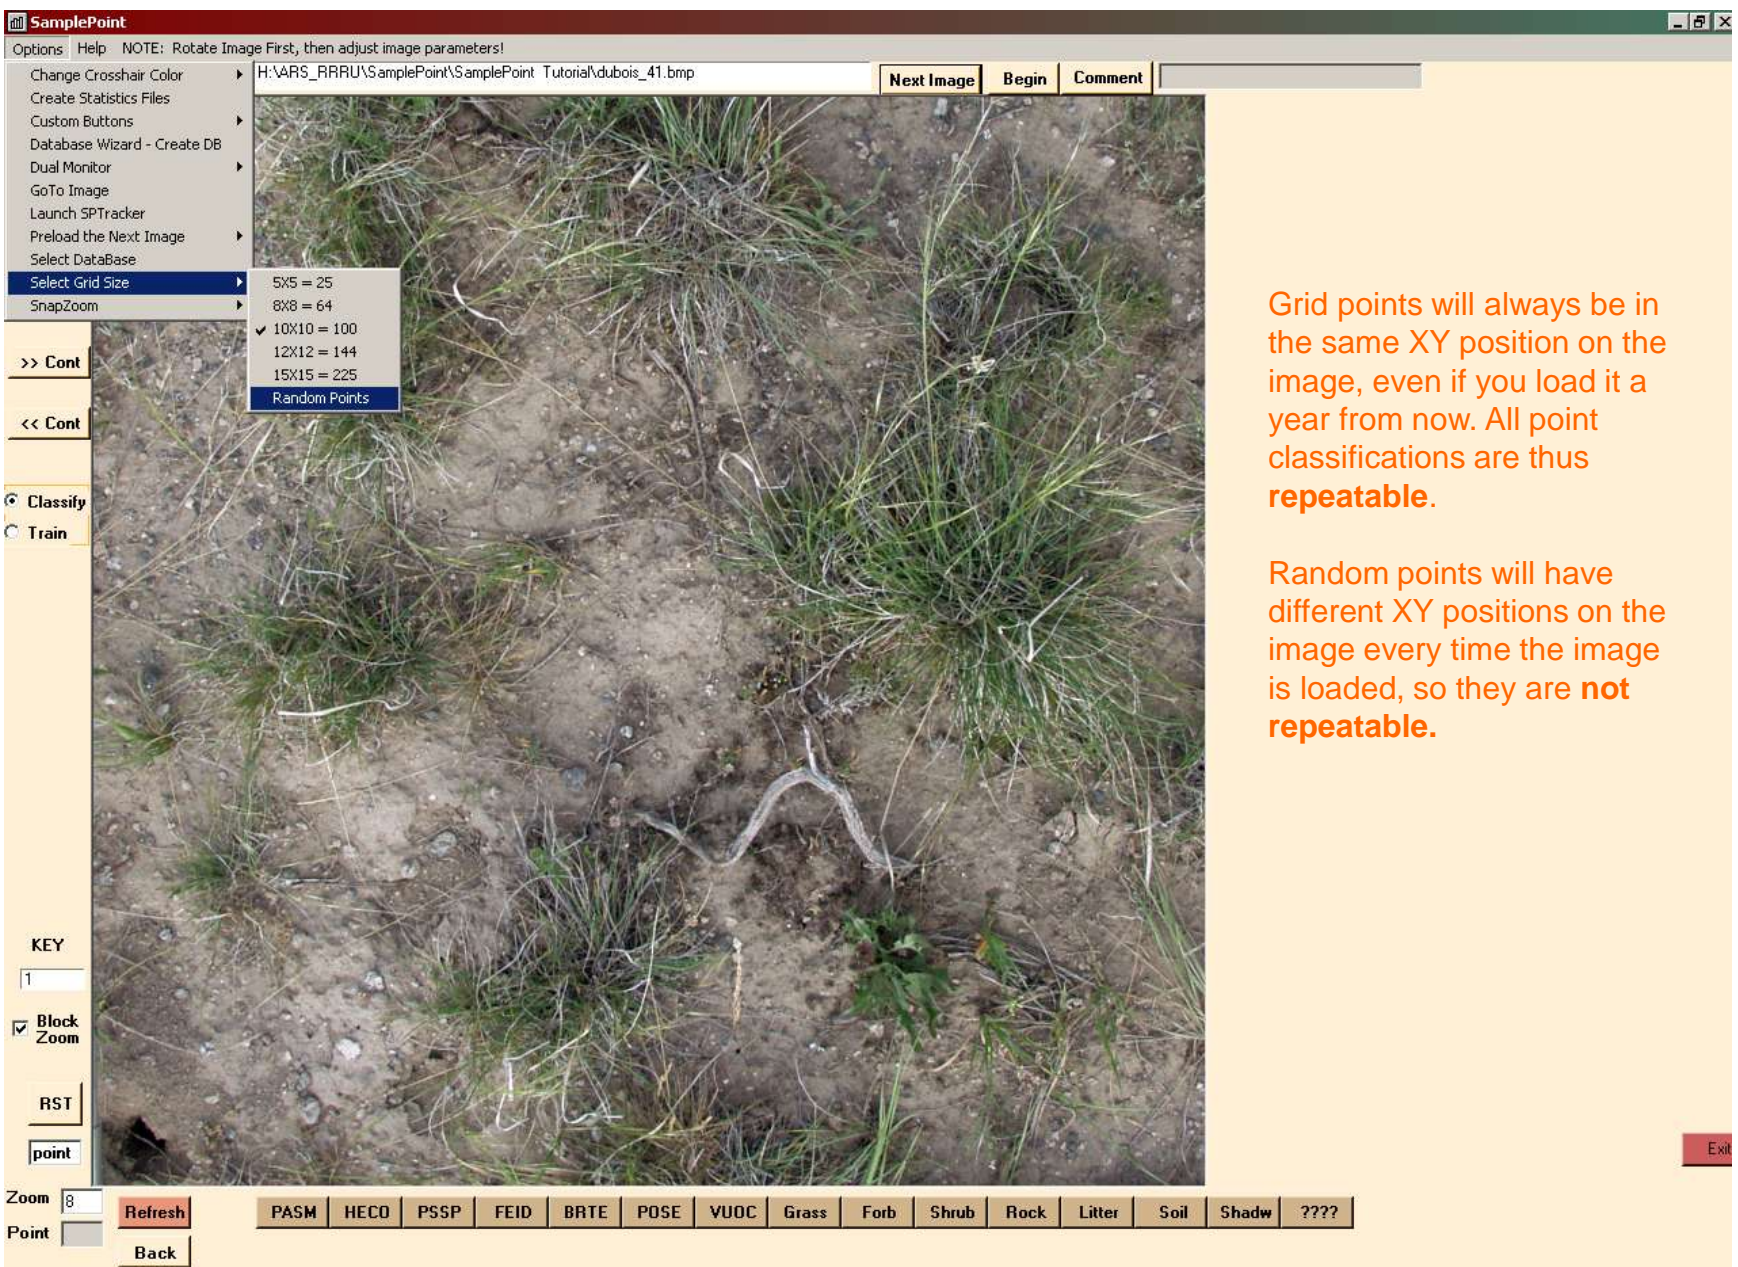 SamplePoint
Options Help NOTE: Rotate Image First, then adjust image parameters!
Change Crosshair Color
Create Statistics Files
Custom Buttons
Database Wizard - Create DB
Dual Monitor
GoTo Image
Launch SPTracker
Preload the Next Image
Select DataBase
Select Grid Size
SnapZoom
H:\ARS_RRRU\SamplePoint\SamplePoint Tutorial\dubois_41.bmp
Next Image Begin Comment
5X5 = 25
8X8 = 64
10X10 = 100
12X12 = 144
15X15 = 225
Random Points
>> Cont
<< Cont
Classify
Train
KEY
1
Block
Zoom
RST
point
Zoom 8
Point
Refresh
Back
PASM HECO PSSP FEID BRTE POSE VUOC Grass Forb Shrub Rock Litter Soil Shadw ????
Grid points will always be in
the same XY position on the
image, even if you load it a
year from now. All point
classifications are thus
repeatable.
Random points will have
different XY positions on the
image every time the image
is loaded, so they are not
repeatable.
Exit